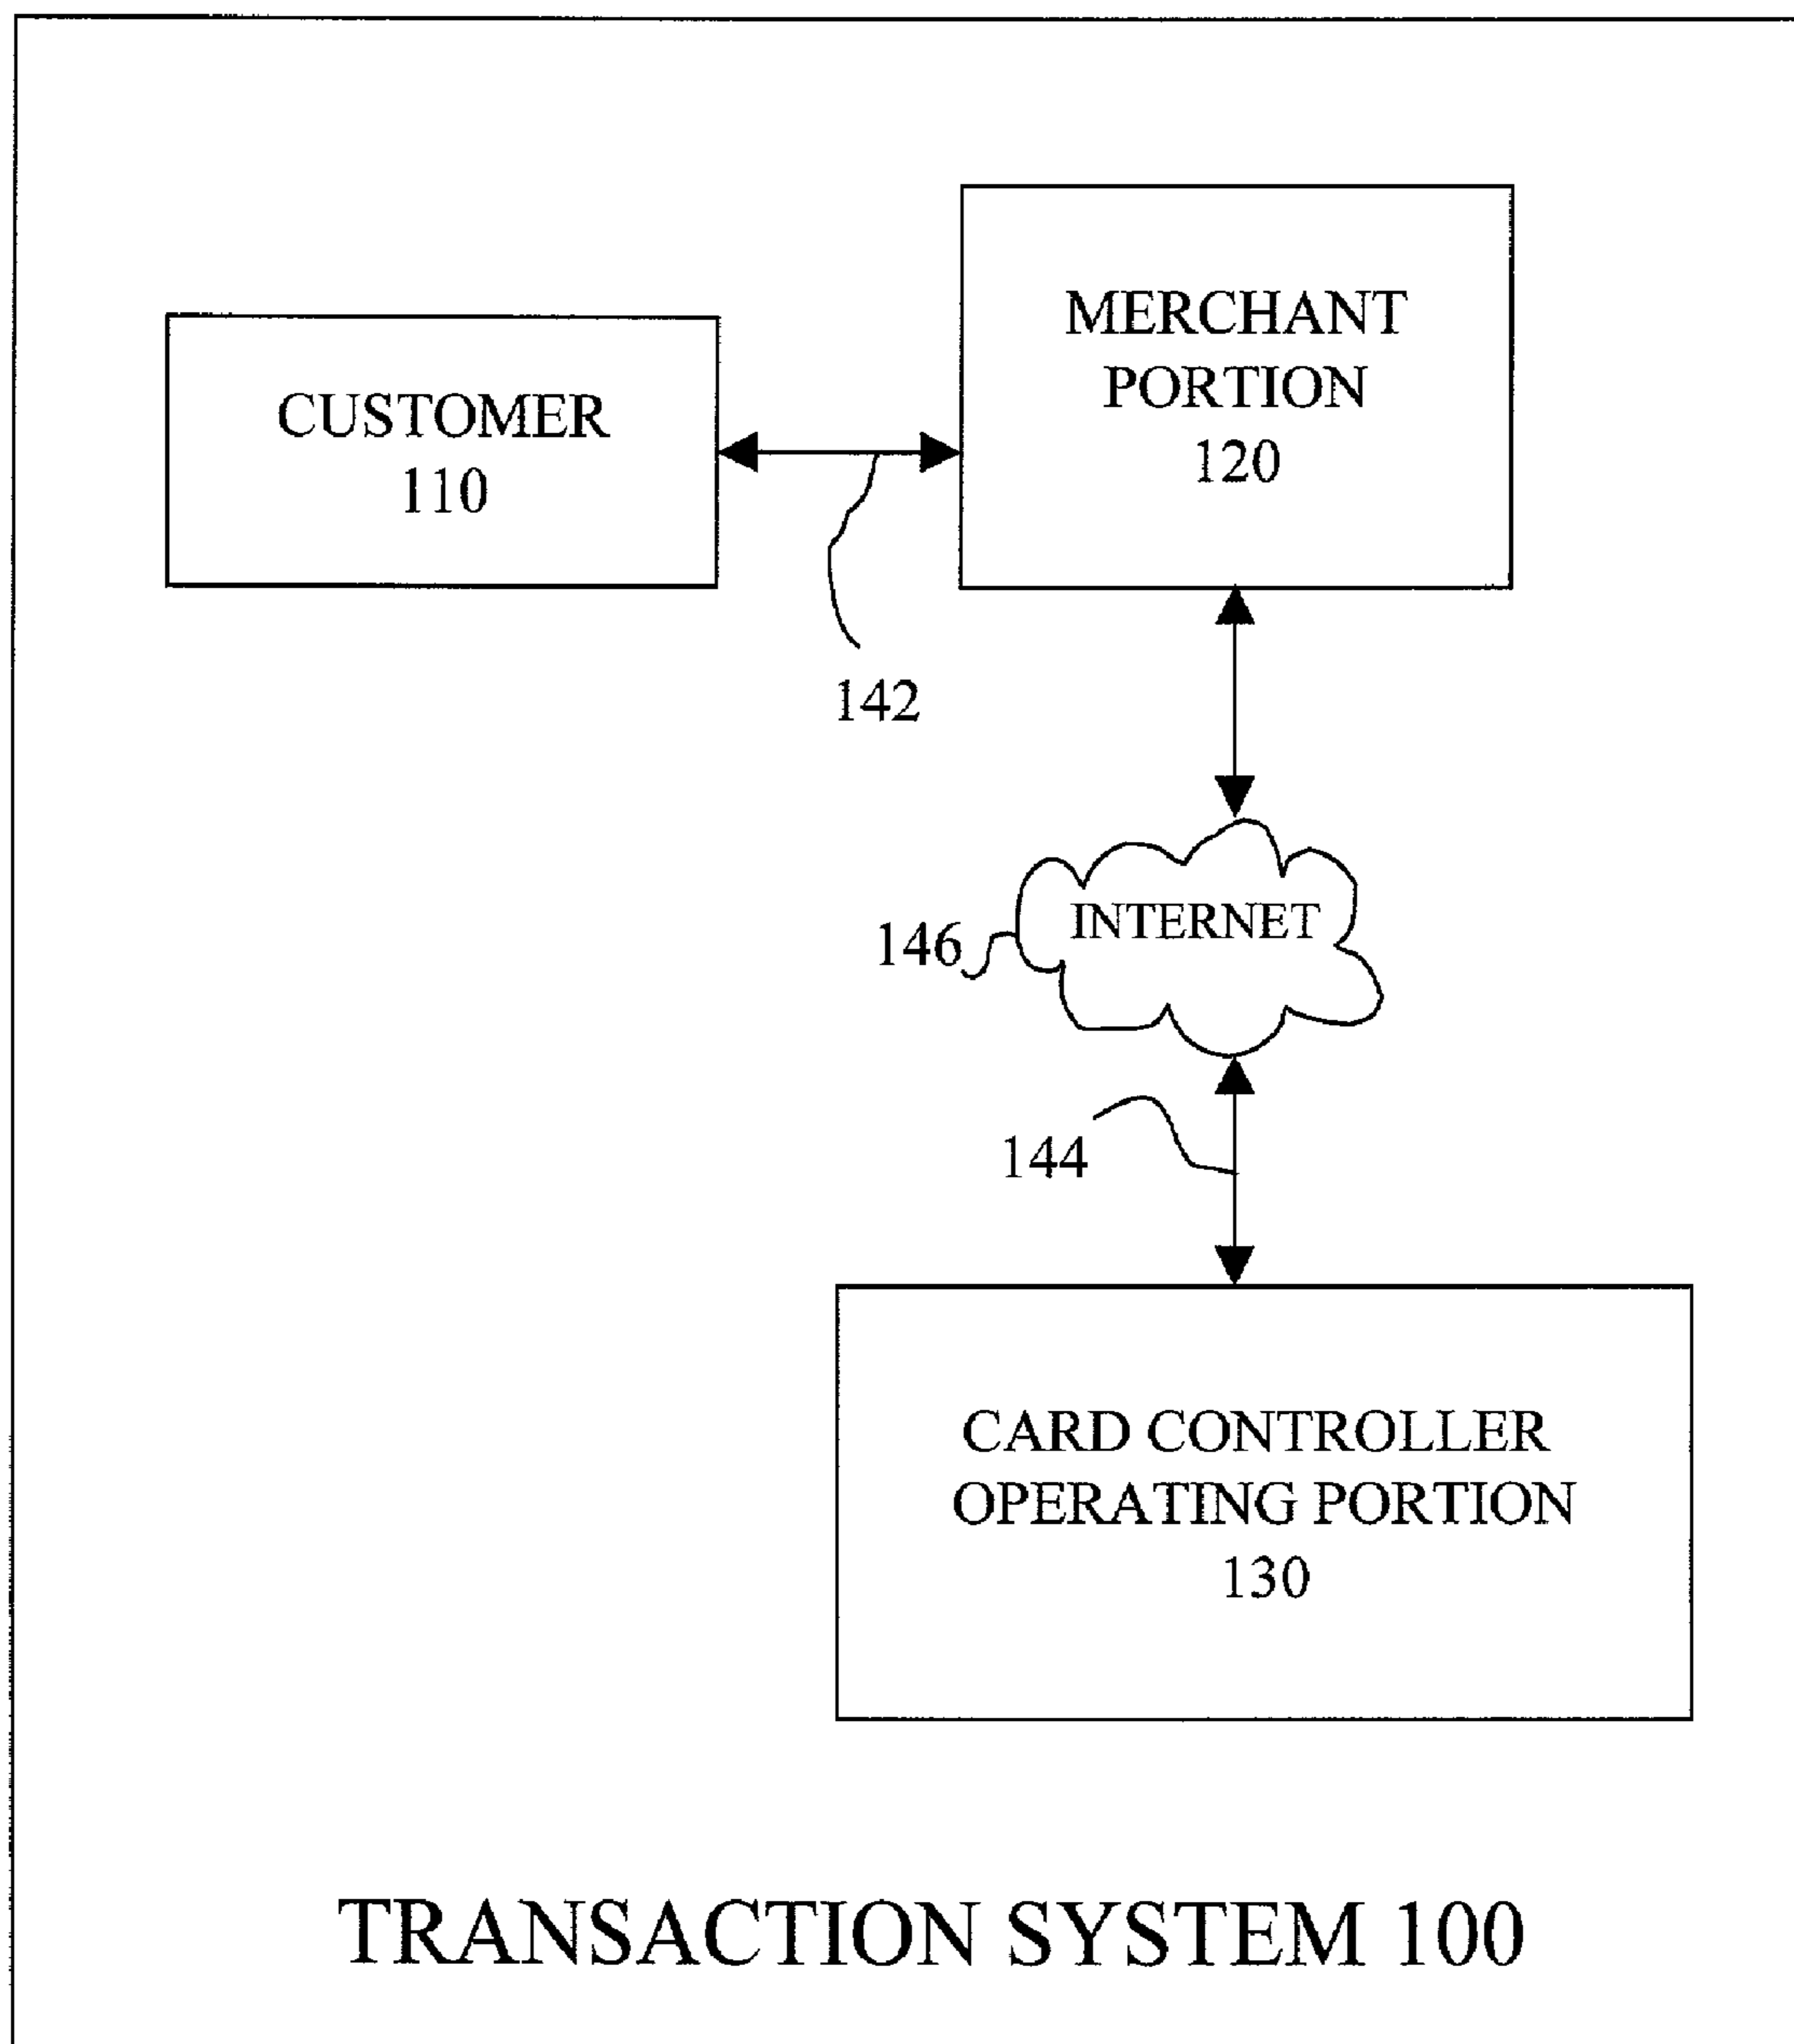 MERCHANT
PORTION
120
CUSTOMER
110
142
INTERNET
146
144
CARD CONTROLLER
OPERATING PORTION
130
TRANSACTION SYSTEM 100